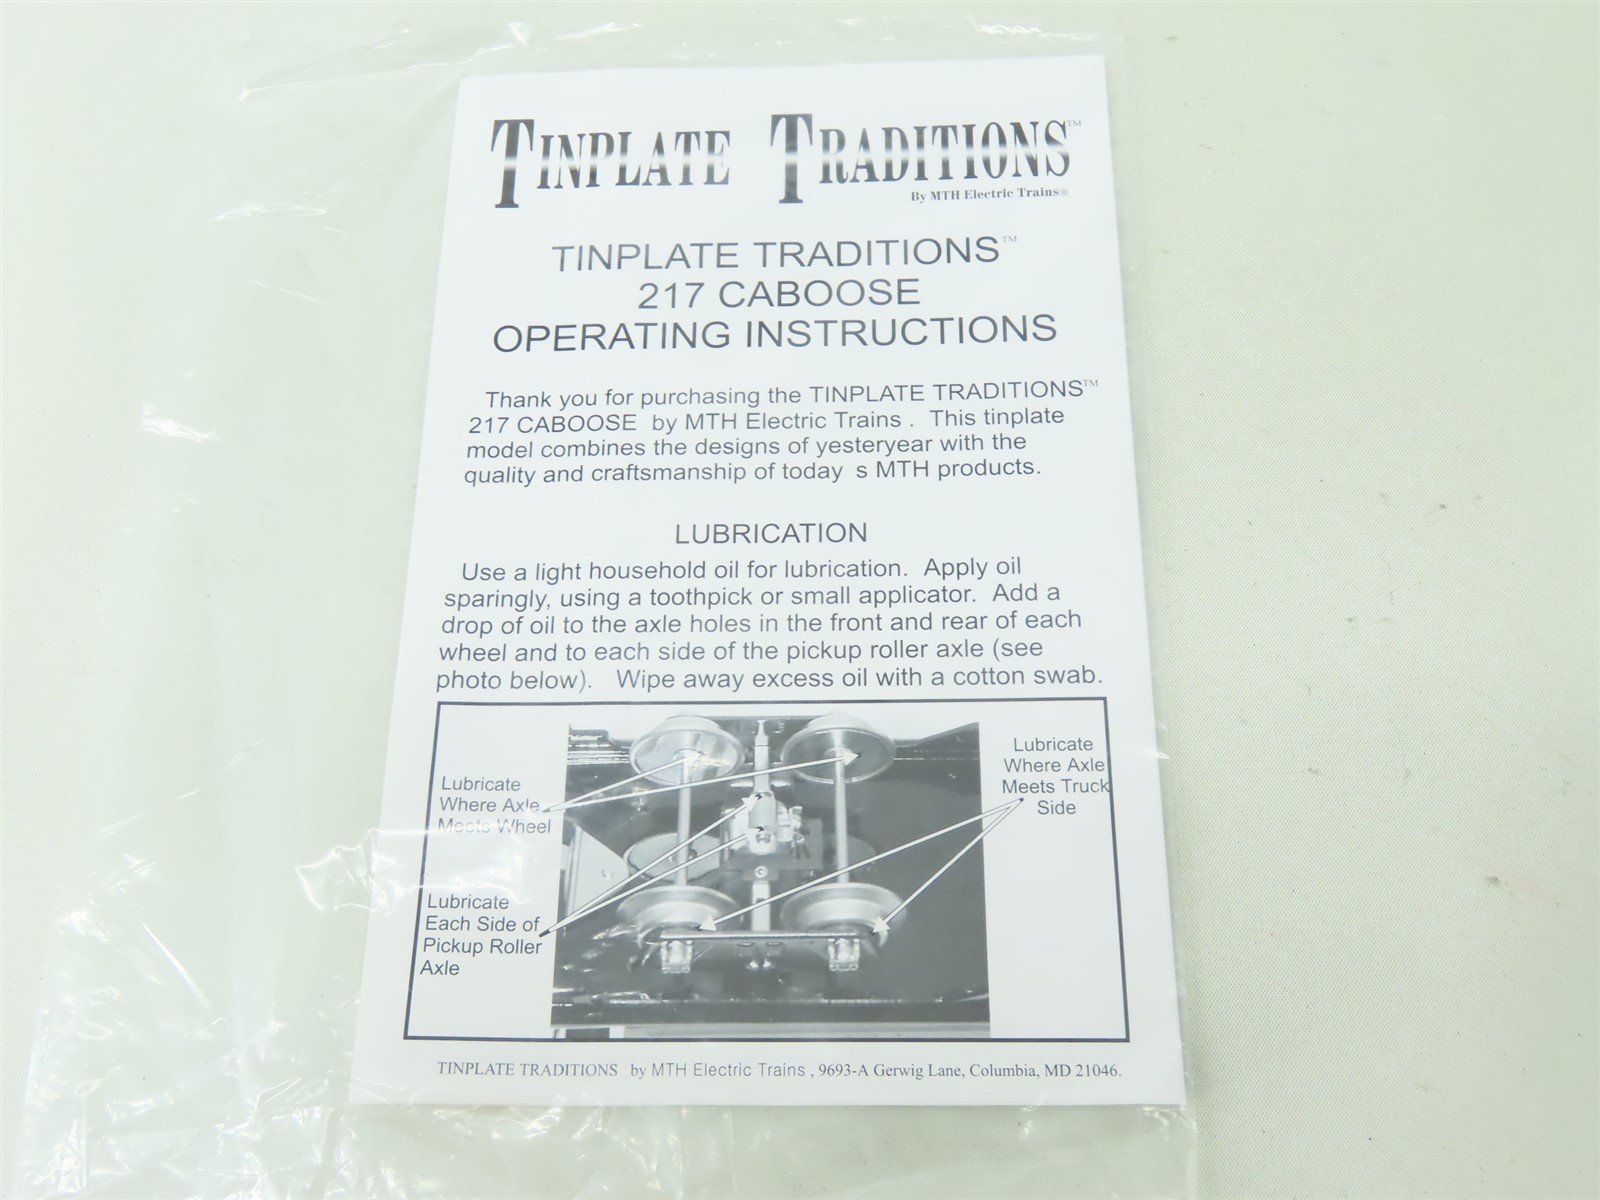 TINPLATE TRADITIONS™
By MTH Electric Trains®
TINPLATE TRADITIONS™
217 CABOOSE
OPERATING INSTRUCTIONS
Thank you for purchasing the TINPLATE TRADITIONS™
217 CABOOSE by MTH Electric Trains . This tinplate
model combines the designs of yesteryear with the
quality and craftsmanship of today s MTH products.
LUBRICATION
Use a light household oil for lubrication. Apply oil
sparingly, using a toothpick or small applicator. Add a
drop of oil to the axle holes in the front and rear of each
wheel and to each side of the pickup roller axle (see
photo below). Wipe away excess oil with a cotton swab.
Lubricate
Where Axle
Meets Wheel
Lubricate
Each Side of
Pickup Roller
Axle
Lubricate
Where Axle
Meets Truck
Side
TINPLATE TRADITIONS by MTH Electric Trains , 9693-A Gerwig Lane, Columbia, MD 21046.